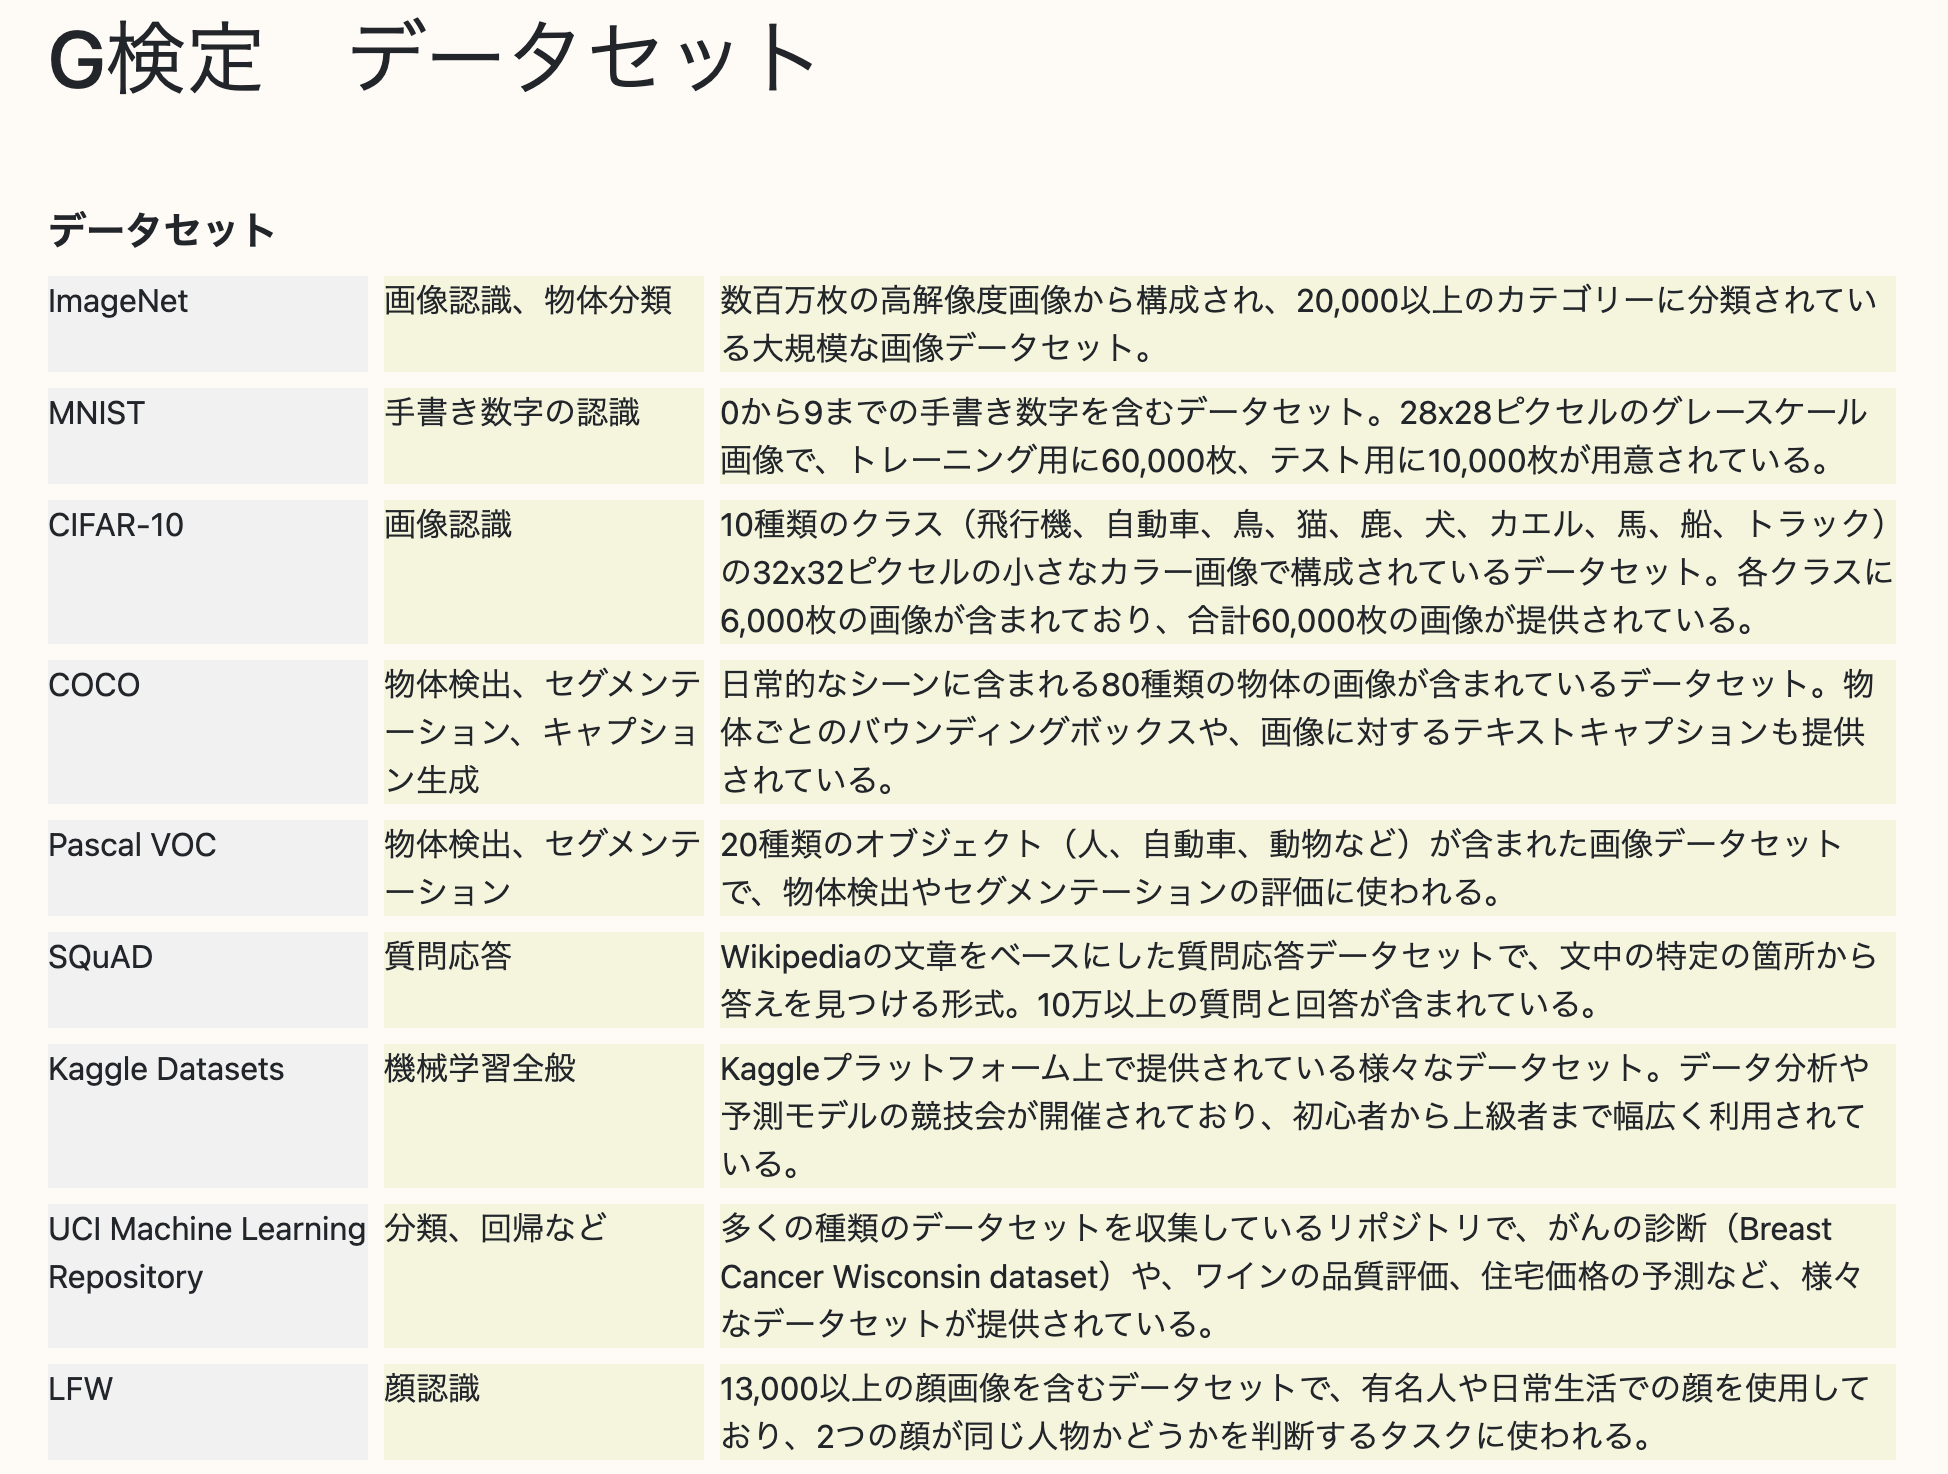 G検定　データセット
データセット
ImageNet
画像認識、物体分類
数百万枚の高解像度画像から構成され、20,000以上のカテゴリーに分類されてい
る大規模な画像データセット。
MNIST
手書き数字の認識
0から9までの手書き数字を含むデータセット。28x28ピクセルのグレースケール
画像で、トレーニング用に60,000枚、テスト用に10,000枚が用意されている。
CIFAR-10
画像認識
10種類のクラス（飛行機、自動車、鳥、猫、鹿、犬、カエル、馬、船、トラック）
の32x32ピクセルの小さなカラー画像で構成されているデータセット。各クラスに
6,000枚の画像が含まれており、合計60,000枚の画像が提供されている。
COCO
物体検出、セグメンテ
ーション、キャプショ
ン生成
日常的なシーンに含まれる80種類の物体の画像が含まれているデータセット。物
体ごとのバウンディングボックスや、画像に対するテキストキャプションも提供
されている。
Pascal VOC
物体検出、セグメンテ
ーション
20種類のオブジェクト（人、自動車、動物など）が含まれた画像データセット
で、物体検出やセグメンテーションの評価に使われる。
SQuAD
質問応答
Wikipediaの文章をベースにした質問応答データセットで、文中の特定の箇所から
答えを見つける形式。10万以上の質問と回答が含まれている。
Kaggle Datasets
機械学習全般
Kaggleプラットフォーム上で提供されている様々なデータセット。データ分析や
予測モデルの競技会が開催されており、初心者から上級者まで幅広く利用されて
いる。
UCI Machine Learning
Repository
分類、回帰など
多くの種類のデータセットを収集しているリポジトリで、がんの診断（Breast
Cancer Wisconsin dataset）や、ワインの品質評価、住宅価格の予測など、様々
なデータセットが提供されている。
LFW
顔認識
13,000以上の顔画像を含むデータセットで、有名人や日常生活での顔を使用して
おり、2つの顔が同じ人物かどうかを判断するタスクに使われる。